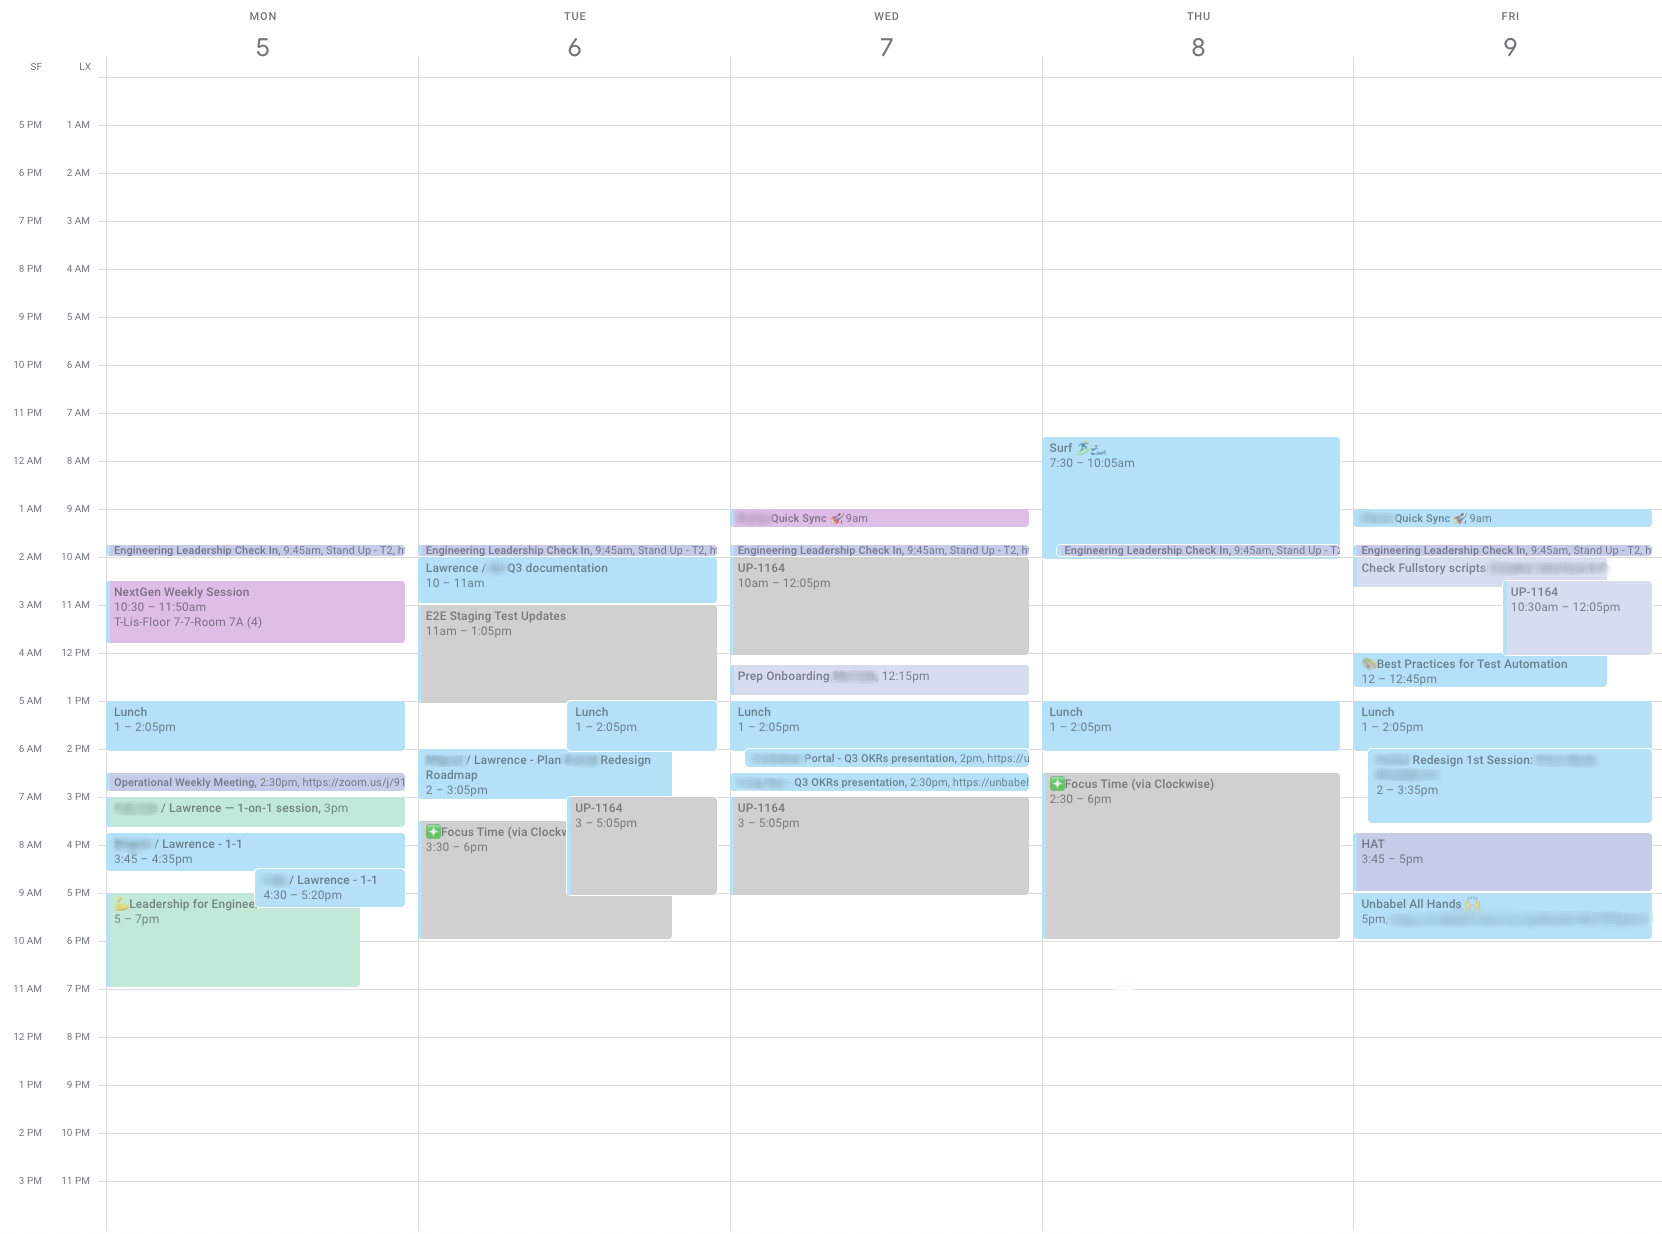 MON
TUE
WED
THU
FRI
5
6
7
8
9
SF LX
5 PM 1 AM
6 PM 2 AM
7 PM 3 AM
8 PM 4 AM
9 PM 5 AM
10 PM 6 AM
11 PM 7 AM
12 AM 8 AM
1 AM 9 AM
2 AM 10 AM
3 AM 11 AM
4 AM 12 PM
5 AM 1 PM
6 AM 2 PM
7 AM 3 PM
8 AM 4 PM
9 AM 5 PM
10 AM 6 PM
11 AM 7 PM
12 PM 8 PM
1 PM 9 PM
2 PM 10 PM
3 PM 11 PM
Engineering Leadership Check In, 9:45am, Stand Up - T2, h
NextGen Weekly Session
10:30 – 11:50am
T-Lis-Floor 7-7-Room 7A (4)
Lunch
1 – 2:05pm
Operational Weekly Meeting, 2:30pm, https://zoom.us/j/91
/ Lawrence — 1-on-1 session, 3pm
/ Lawrence - 1-1
3:45 – 4:35pm
/ Lawrence - 1-1
4:30 – 5:20pm
💪Leadership for Enginee
5 – 7pm
Engineering Leadership Check In, 9:45am, Stand Up - T2, h
Lawrence / Q3 documentation
10 – 11am
E2E Staging Test Updates
11am – 1:05pm
Lunch
1 – 2:05pm
/ Lawrence - Plan Redesign
Roadmap
2 – 3:05pm
UP-1164
3 – 5:05pm
Focus Time (via Clockw
3:30 – 6pm
Quick Sync 🚀, 9am
Engineering Leadership Check In, 9:45am, Stand Up - T2, h
UP-1164
10am – 12:05pm
Prep Onboarding , 12:15pm
Lunch
1 – 2:05pm
Portal - Q3 OKRs presentation, 2pm, https://u
Q3 OKRs presentation, 2:30pm, https://unbabel
UP-1164
3 – 5:05pm
Surf
7:30 – 10:05am
Engineering Leadership Check In, 9:45am, Stand Up - T2
Lunch
1 – 2:05pm
Focus Time (via Clockwise)
2:30 – 6pm
Quick Sync 🚀, 9am
Engineering Leadership Check In, 9:45am, Stand Up - T2, h
Check Fullstory scripts
UP-1164
10:30am – 12:05pm
🎨Best Practices for Test Automation
12 – 12:45pm
Lunch
1 – 2:05pm
Redesign 1st Session:
2 – 3:35pm
HAT
3:45 – 5pm
Unbabel All Hands 🙌
5pm,